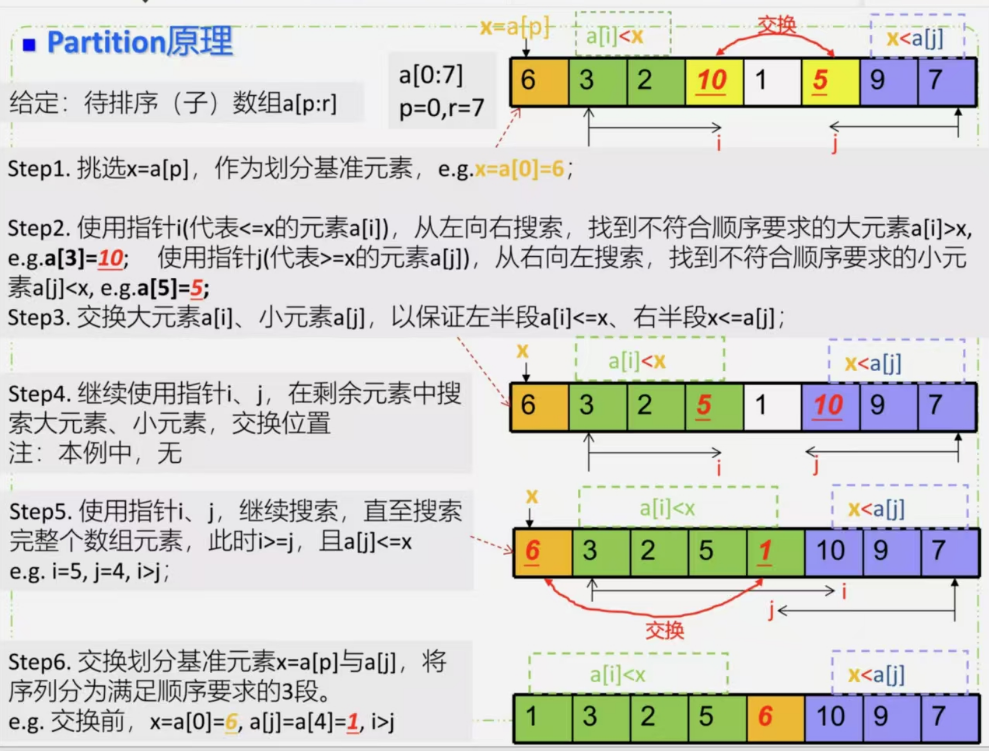 x=a[p]
a[i]<x
交换
x<a[j]
■ Partition原理
a[0:7]
p=0,r=7
6 3 2 10 1 5 9 7
给定：待排序（子）数组a[p:r]
i
j
Step1. 挑选x=a[p]，作为划分基准元素，e.g.x=a[0]=6；
Step2. 使用指针i(代表<=x的元素a[i])，从左向右搜索，找到不符合顺序要求的大元素a[i]>x,
e.g.a[3]=10; 使用指针j(代表>=x的元素a[j])，从右向左搜索，找到不符合顺序要求的小元
素a[j]<x, e.g.a[5]=5;
Step3. 交换大元素a[i]、小元素a[j]，以保证左半段a[i]<=x、右半段x<=a[j]；
x
a[i]<x
x<a[j]
6 3 2 5 1 10 9 7
i
j
Step4. 继续使用指针i、j，在剩余元素中搜
索大元素、小元素，交换位置
注：本例中，无
x
a[i]<x
x<a[j]
6 3 2 5 1 10 9 7
i
j
交换
Step5. 使用指针i、j，继续搜索，直至搜索
完整个数组元素，此时i>=j，且a[j]<=x
e.g. i=5, j=4, i>j；
Step6. 交换划分基准元素x=a[p]与a[j]，将
序列分为满足顺序要求的3段。
e.g. 交换前，x=a[0]=6, a[j]=a[4]=1, i>j
a[i]<x
x<a[j]
1 3 2 5 6 10 9 7